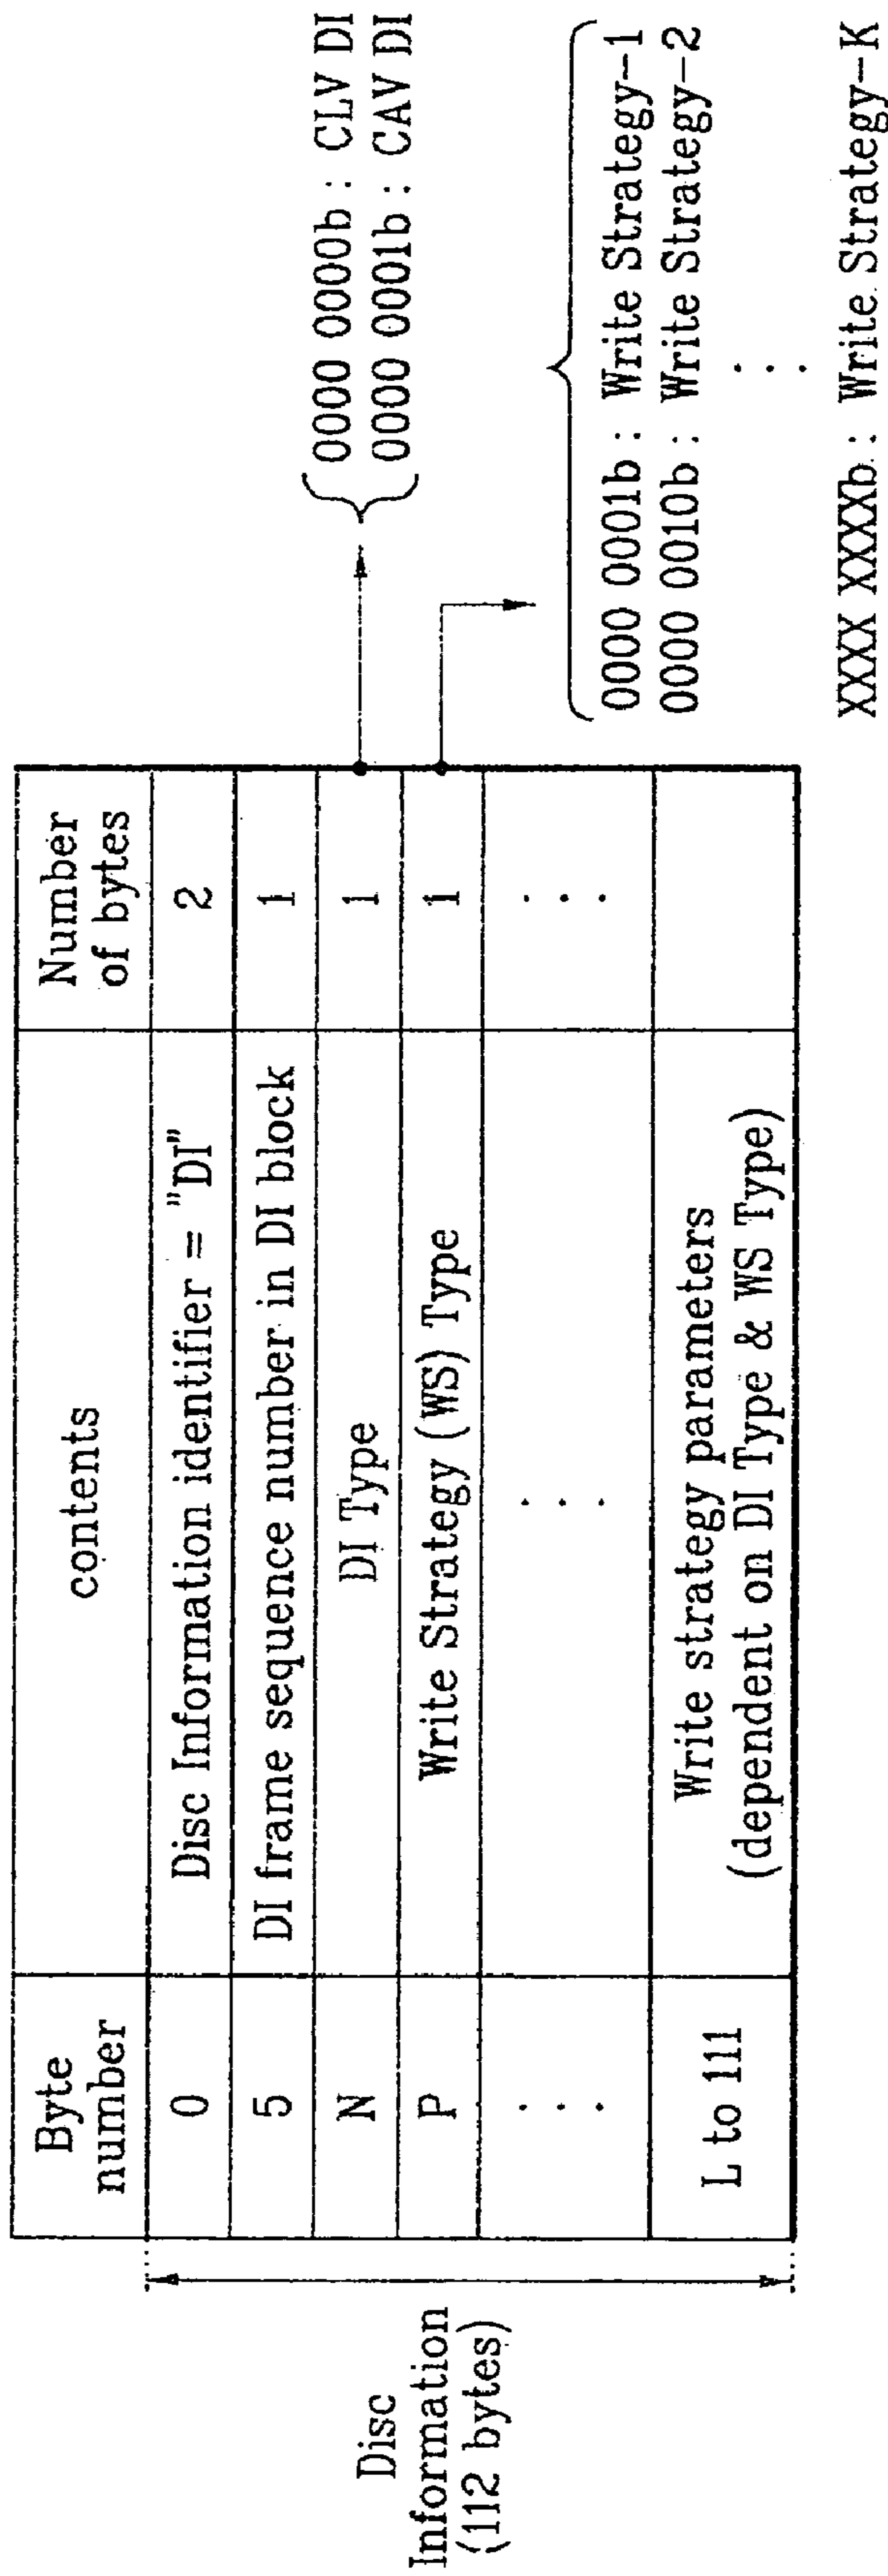 Byte number
contents
Number of bytes
0
Disc Information identifier = "DI"
2
5
DI frame sequence number in DI block
1
N
DI Type
1
0000 0000b : CLV DI
0000 0001b : CAV DI
P
Write Strategy (WS) Type
1
0000 0001b : Write Strategy-1
0000 0010b : Write Strategy-2
XXXX XXXXb : Write Strategy-K
. . .
. . .
. . .
L to 111
Write strategy parameters
(dependent on DI Type & WS Type)
Disc
Information
(112 bytes)